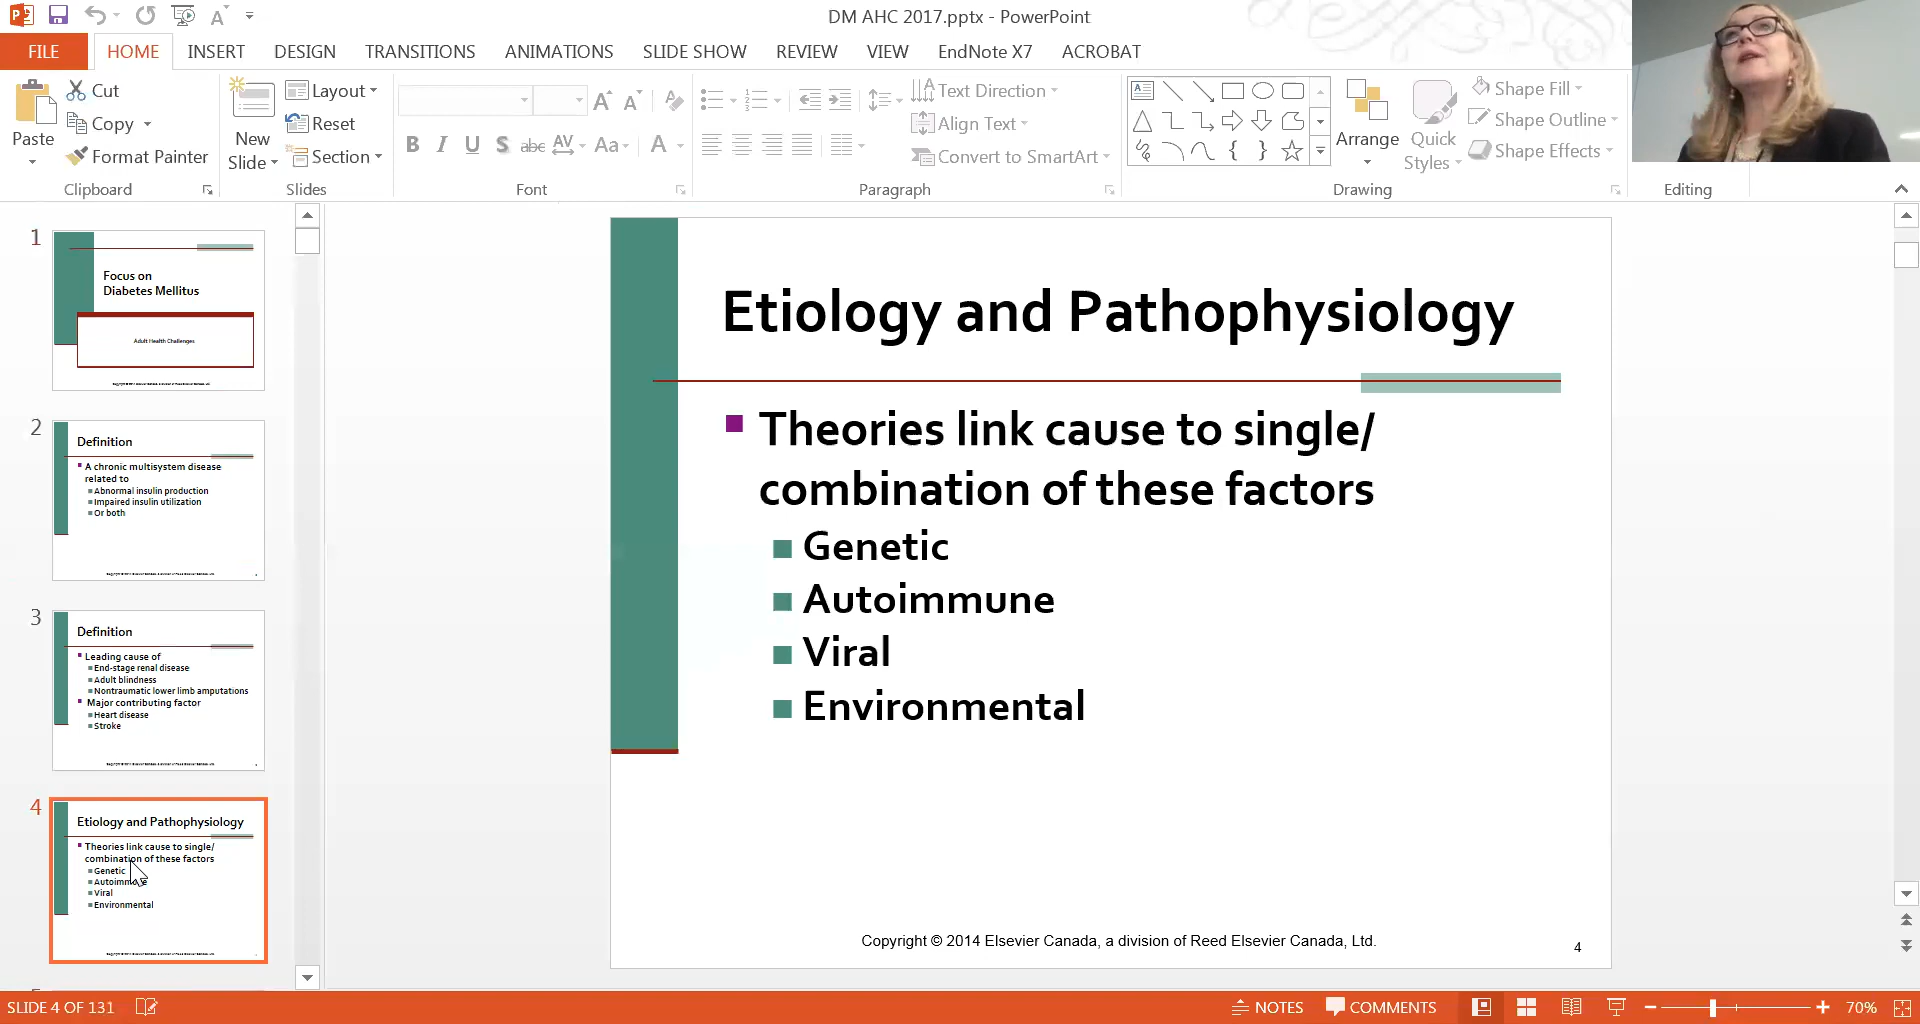 DM AHC 2017.pptx - PowerPoint
FILE
HOME
INSERT
DESIGN
TRANSITIONS
ANIMATIONS
SLIDE SHOW
REVIEW
VIEW
EndNote X7
ACROBAT
Paste
Cut
Copy
Format Painter
Clipboard
New
Slide
Layout
Reset
Section
Slides
B I U S abc AV Aa A
Font
Text Direction
Align Text
Convert to SmartArt
Paragraph
Arrange
Quick
Styles
Shape Fill
Shape Outline
Shape Effects
Drawing
Editing
1
Focus on
Diabetes Mellitus
Adult Health Challenges
2
Definition
A chronic multisystem disease
related to
Abnormal insulin production
Impaired insulin utilization
Or both
3
Definition
Leading cause of
End-stage renal disease
Adult blindness
Nontraumatic lower limb amputations
Major contributing factor
Heart disease
Stroke
4
Etiology and Pathophysiology
Theories link cause to single/
combination of these factors
Genetic
Autoimmune
Viral
Environmental
Etiology and Pathophysiology
Theories link cause to single/
combination of these factors
Genetic
Autoimmune
Viral
Environmental
Copyright © 2014 Elsevier Canada, a division of Reed Elsevier Canada, Ltd.
4
SLIDE 4 OF 131
NOTES
COMMENTS
70%